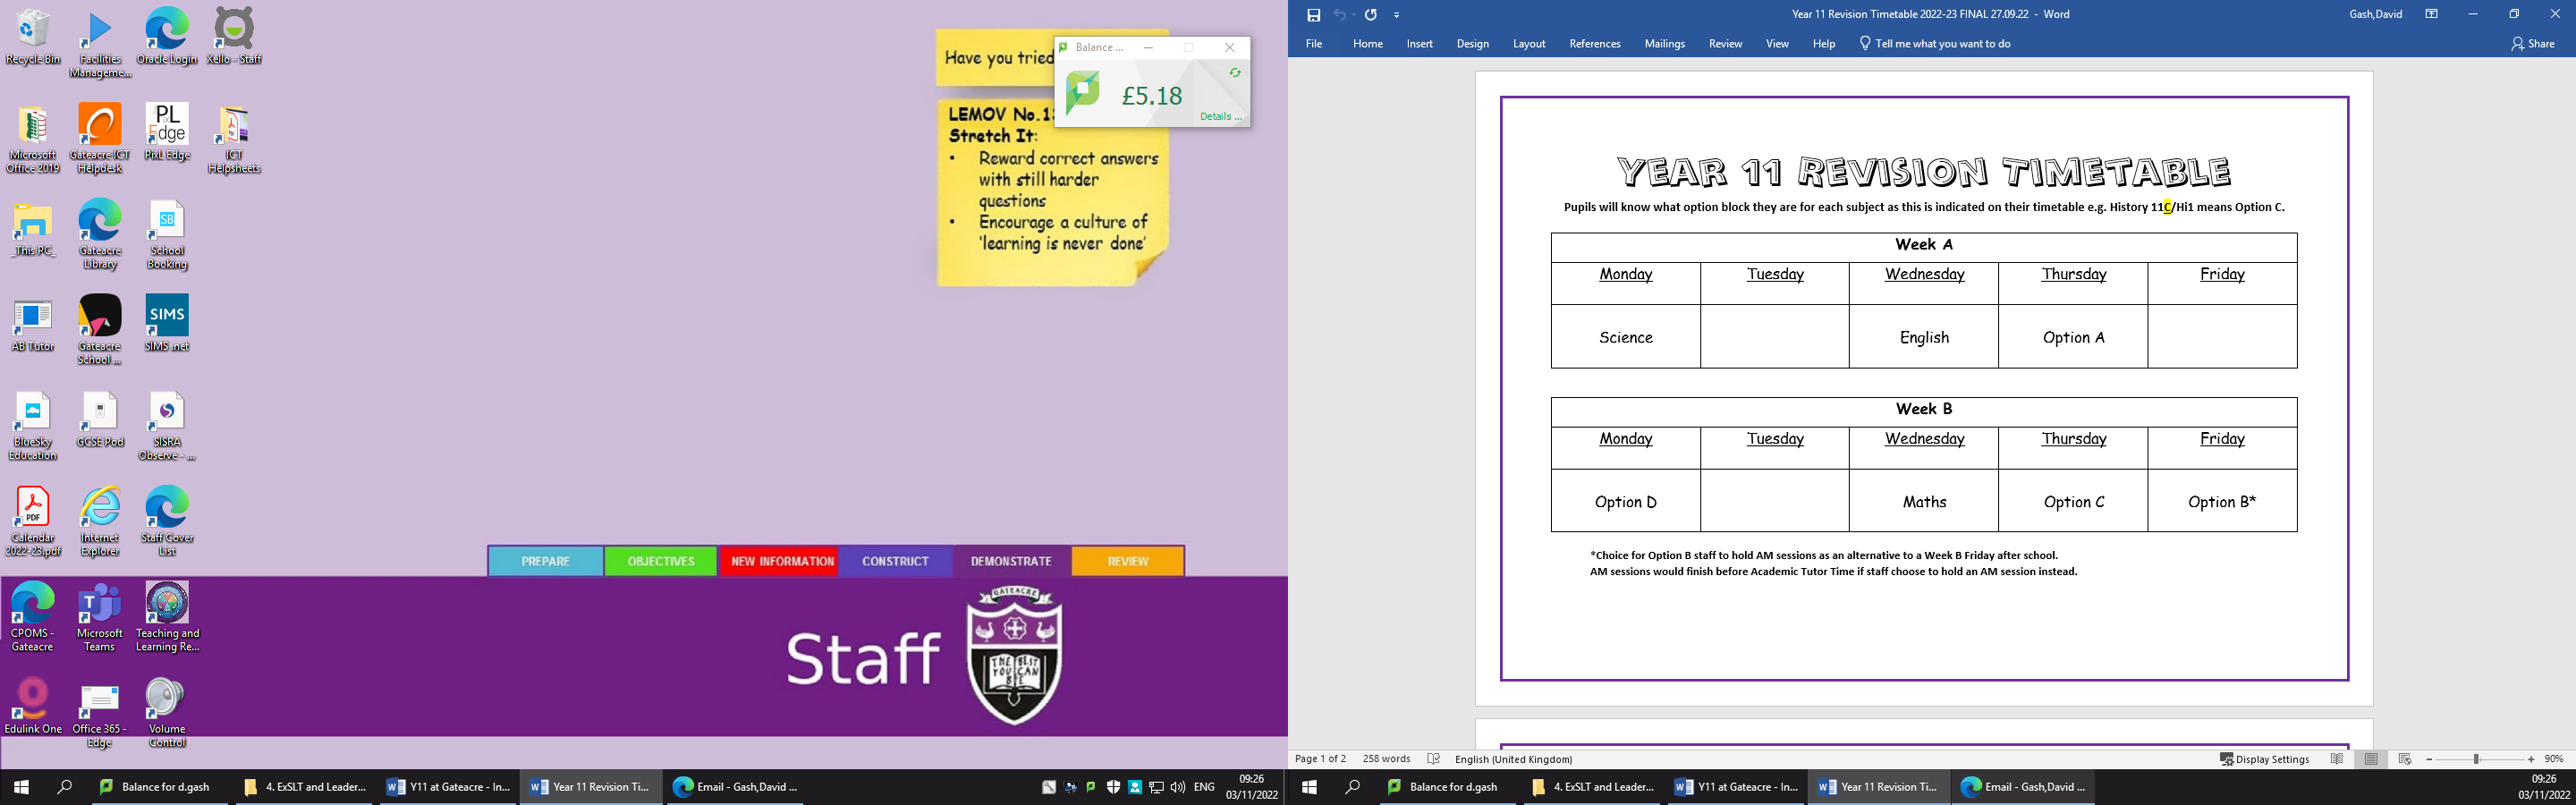 Recycle Bin
Facilities
Manageme...
Oracle Login
Xello - Staff
Microsoft
Office 2019
Gateacre ICT
Helpdesk
PiXL Edge
PL
Edge
ICT
Helpsheets
_This PC_
Gateacre
Library
SB
School
Booking
AB Tutor
Gateacre
School ...
SIMS
SIMS .net
BlueSky
Education
GCSE Pod
SISRA
Observe - ...
PDF
Calendar
2022-23.pdf
Internet
Explorer
Staff Cover
List
CPOMS -
Gateacre
Microsoft
Teams
Teaching and
Learning Re...
Edulink One
Office 365 -
Edge
Volume
Control
Have you tried
Balance ...
£5.18
Details ...
LEMOV No.1
Stretch It:
• Reward correct answers
with still harder
questions
• Encourage a culture of
'learning is never done'
PREPARE OBJECTIVES NEW INFORMATION CONSTRUCT DEMONSTRATE REVIEW
Staff
GATEACRE
THE BEST
YOU CAN
BE
Balance for d.gash
4. ExSLT and Leader...
Y11 at Gateacre - In...
Year 11 Revision Ti...
Email - Gash,David ...
ENG
09:26
03/11/2022
Year 11 Revision Timetable 2022-23 FINAL 27.09.22 - Word
Gash,David
File Home Insert Design Layout References Mailings Review View Help Tell me what you want to do Share
YEAR 11 REVISION TIMETABLE
Pupils will know what option block they are for each subject as this is indicated on their timetable e.g. History 11C/Hi1 means Option C.
Week A
Monday Tuesday Wednesday Thursday Friday
Science English Option A
Week B
Monday Tuesday Wednesday Thursday Friday
Option D Maths Option C Option B*
*Choice for Option B staff to hold AM sessions as an alternative to a Week B Friday after school.
AM sessions would finish before Academic Tutor Time if staff choose to hold an AM session instead.
Page 1 of 2 258 words English (United Kingdom) Display Settings 90%
Balance for d.gash
4. ExSLT and Leader...
Y11 at Gateacre - In...
Year 11 Revision Ti...
Email - Gash,David ...
09:26
03/11/2022